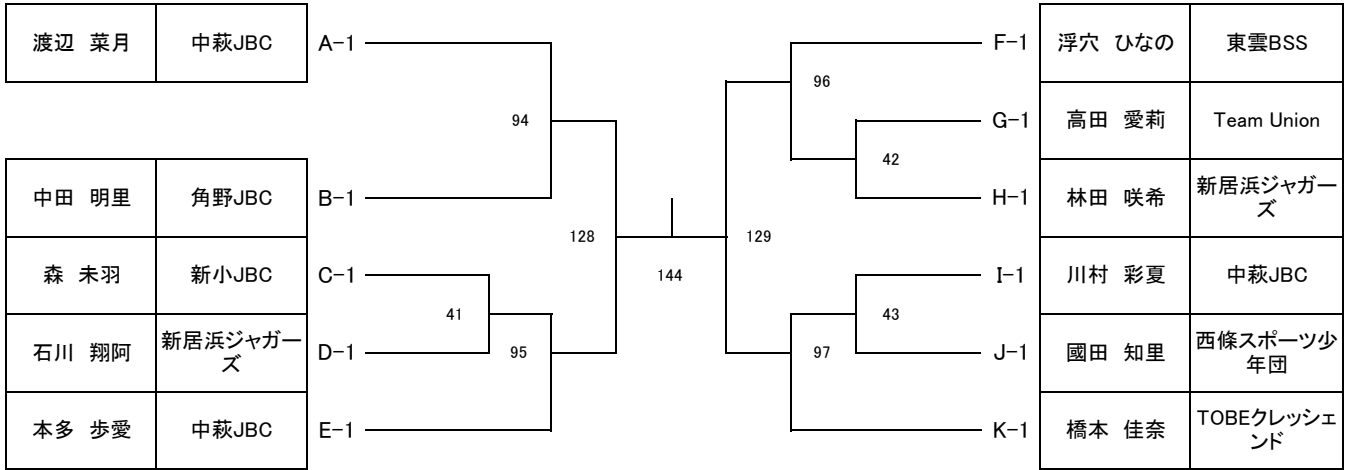 渡辺 菜月 中萩JBC A-1
94
中田 明里 角野JBC B-1
128
森 未羽 新小JBC C-1
41
石川 翔阿 新居浜ジャガー
ズ D-1
95
本多 歩愛 中萩JBC E-1
144
F-1 浮穴 ひなの 東雲BSS
96
G-1 高田 愛莉 Team Union
42
H-1 林田 咲希 新居浜ジャガー
ズ
129
I-1 川村 彩夏 中萩JBC
43
J-1 國田 知里 西條スポーツ少
年団
97
K-1 橋本 佳奈 TOBEクレッシェ
ンド